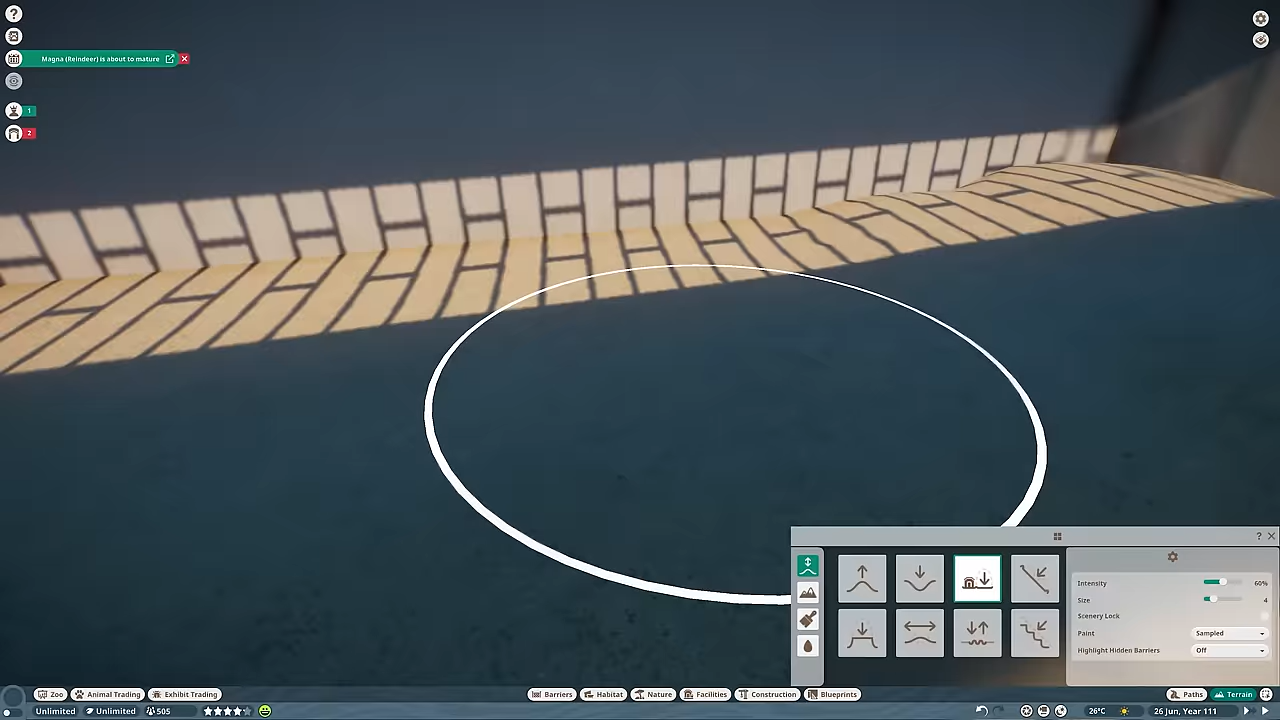 ?
Magna (Reindeer) is about to mature
1
2
?
Intensity 60%
Size 4
Scenery Lock
Paint Sampled
Highlight Hidden Barriers Off
Zoo Animal Trading Exhibit Trading Barriers Habitat Nature Facilities Construction Blueprints Paths Terrain
Unlimited Unlimited 505 26°C 26 Jun, Year 111